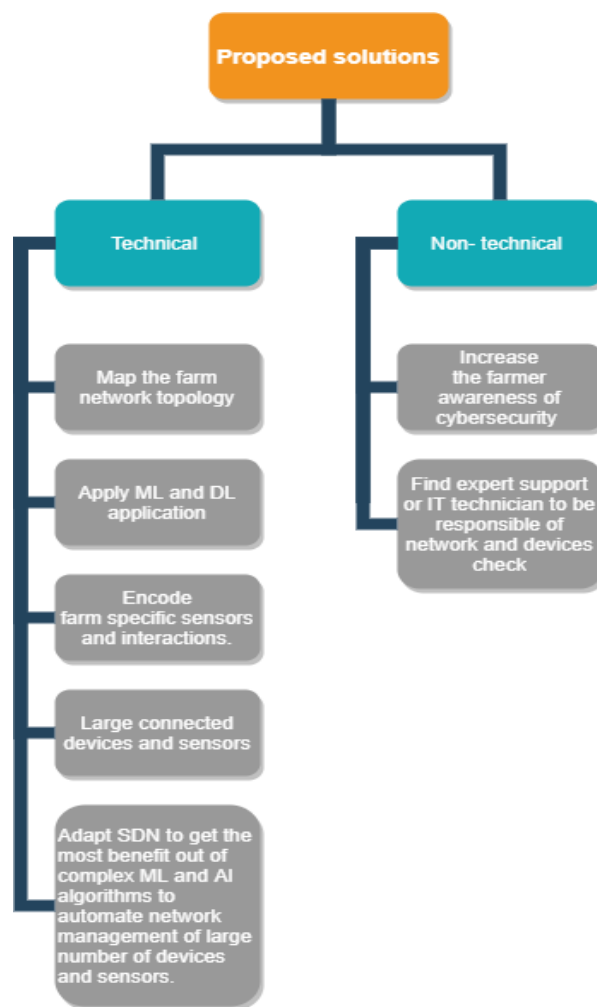 Proposed solutions
Technical
Map the farm
network topology
Apply ML and DL
application
Encode
farm specific sensors
and interactions.
Large connected
devices and sensors
Adapt SDN to get the
most benefit out of
complex ML and AI
algorithms to
automate network
management of large
number of devices
and sensors.
Non- technical
Increase
the farmer
awareness of
cybersecurity
Find expert support
or IT technician to be
responsible of
network and devices
check